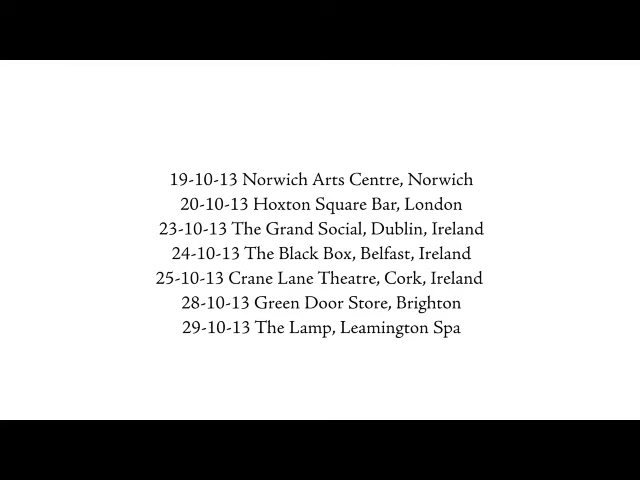 19-10-13 Norwich Arts Centre, Norwich
20-10-13 Hoxton Square Bar, London
23-10-13 The Grand Social, Dublin, Ireland
24-10-13 The Black Box, Belfast, Ireland
25-10-13 Crane Lane Theatre, Cork, Ireland
28-10-13 Green Door Store, Brighton
29-10-13 The Lamp, Leamington Spa